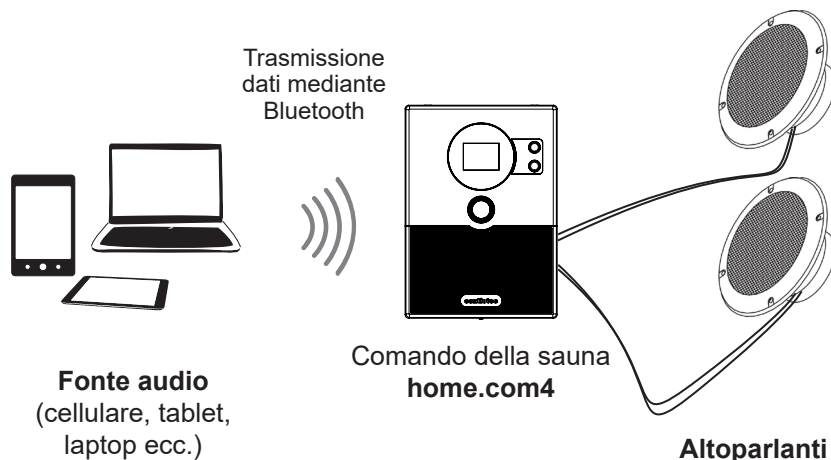 Trasmissione
dati mediante
Bluetooth
Comando della sauna
home.com4
Fonte audio
(cellulare, tablet,
laptop ecc.)
Altoparlanti